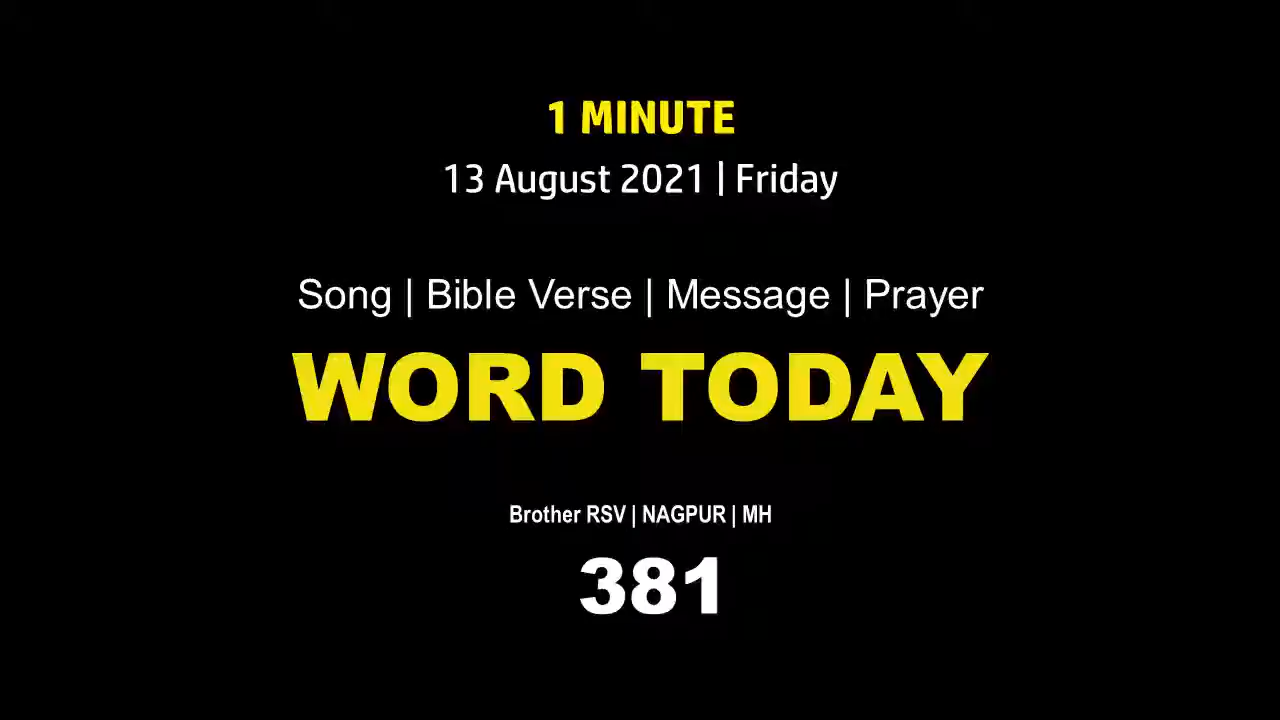 1 MINUTE
13 August 2021 | Friday
Song | Bible Verse | Message | Prayer
WORD TODAY
Brother RSV | NAGPUR | MH
381